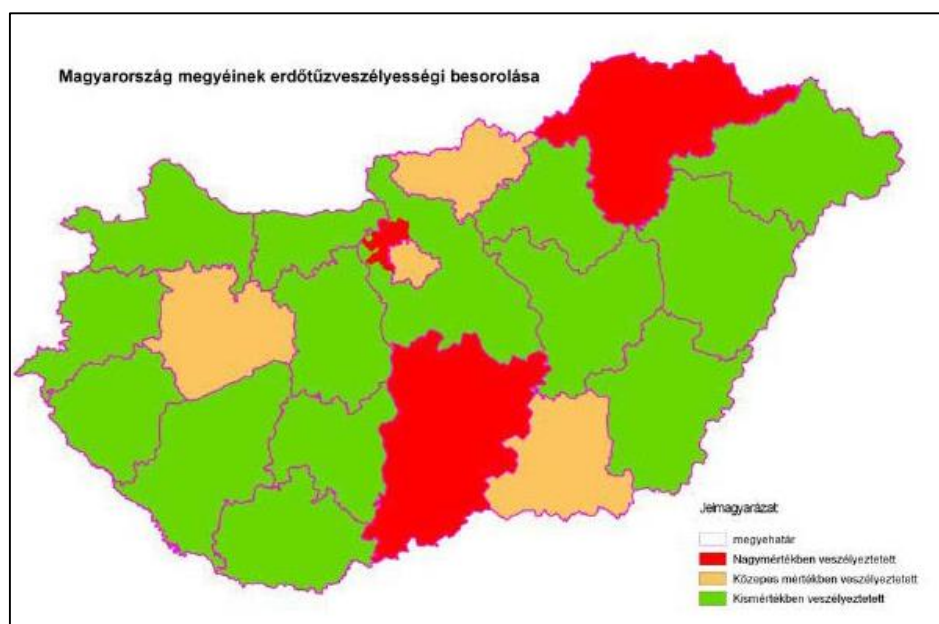 Magyarország megyéinek erdőtűzveszélyességi besorolása
Jelmagyarázat
megyehatár
Nagymértékben veszélyeztetett
Közepes mértékben veszélyeztetett
Kismértékben veszélyeztetett